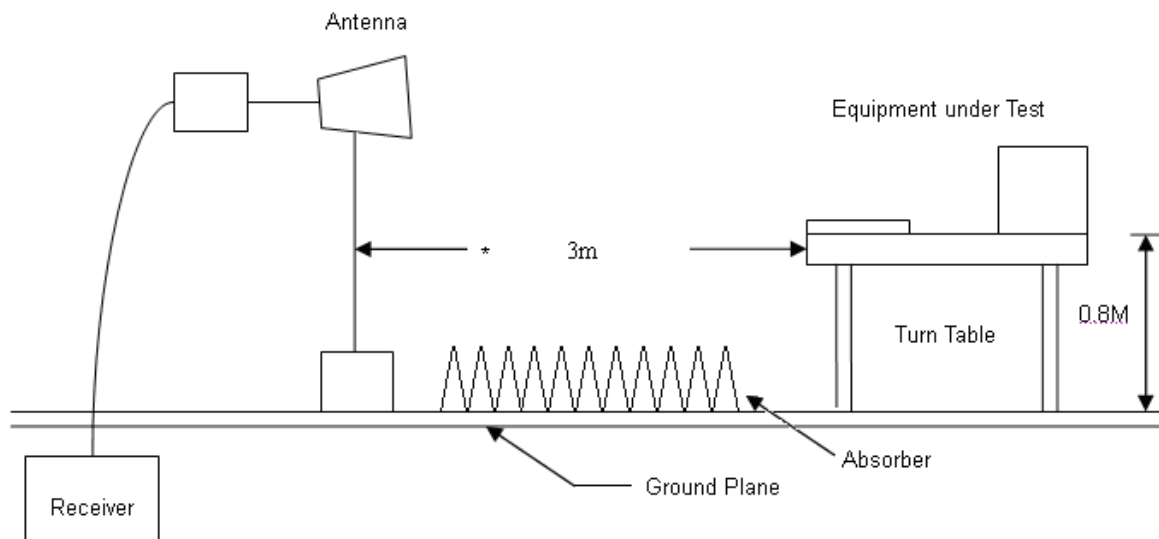 Antenna
Equipment under Test
* 3m
0.8M
Turn Table
Absorber
Ground Plane
Receiver